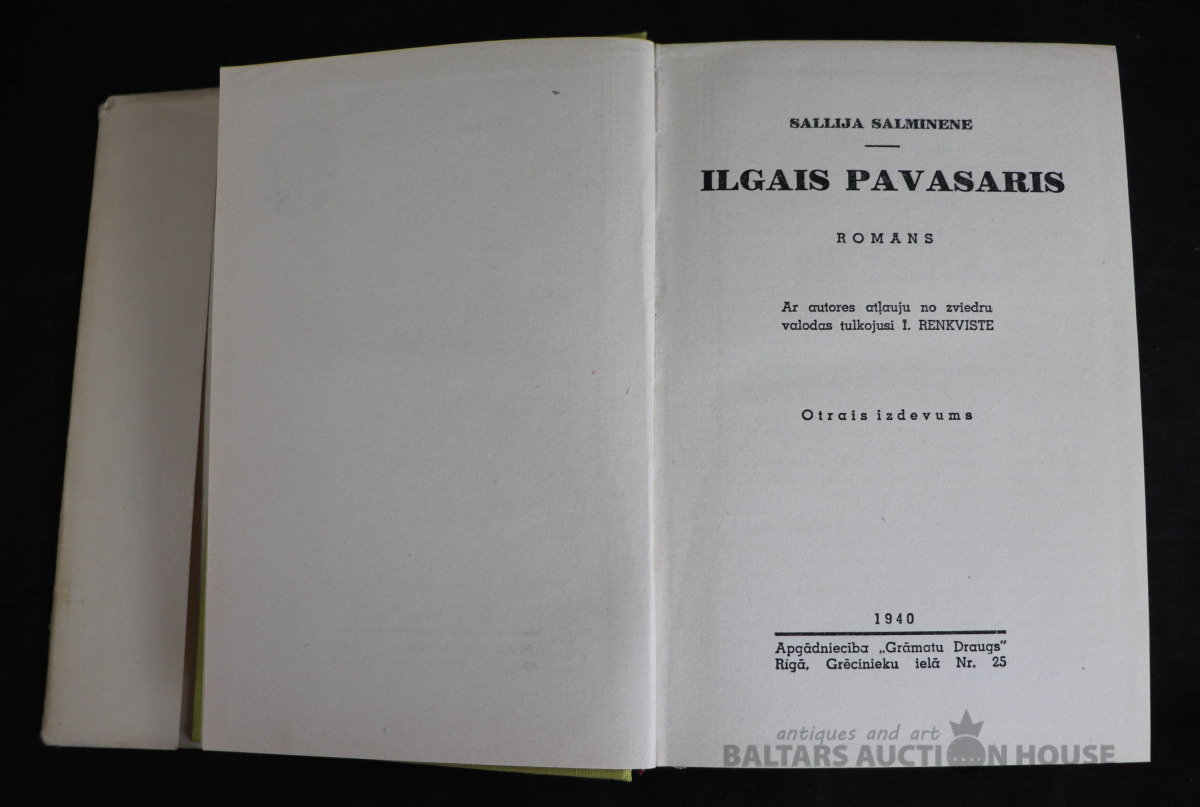 SALLIJA SALMINENE
ILGAIS PAVASARIS
ROMĀNS
Ar autores atļauju no zviedru
valodas tulkojusi Ī. RENKVISTE
Otrais izdevums
1940
Apgādniecība „Grāmatu Draugs"
Rīgā, Grēcinieku ielā Nr. 25
antiques and art
BALTARS AUCTION HOUSE